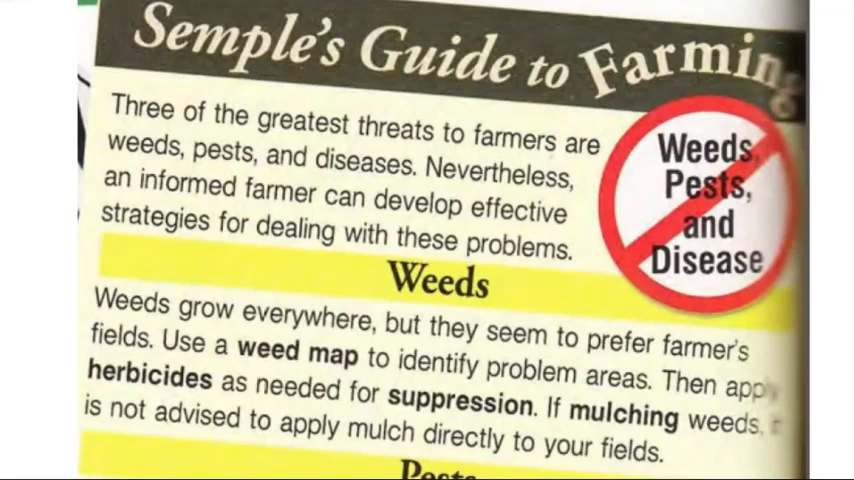 Semple's Guide to Farming
Three of the greatest threats to farmers are
weeds, pests, and diseases. Nevertheless,
an informed farmer can develop effective
strategies for dealing with these problems.
Weeds,
Pests,
and
Disease
Weeds
Weeds grow everywhere, but they seem to prefer farmer's
fields. Use a weed map to identify problem areas. Then apply
herbicides as needed for suppression. If mulching weeds,
is not advised to apply mulch directly to your fields.
Pests